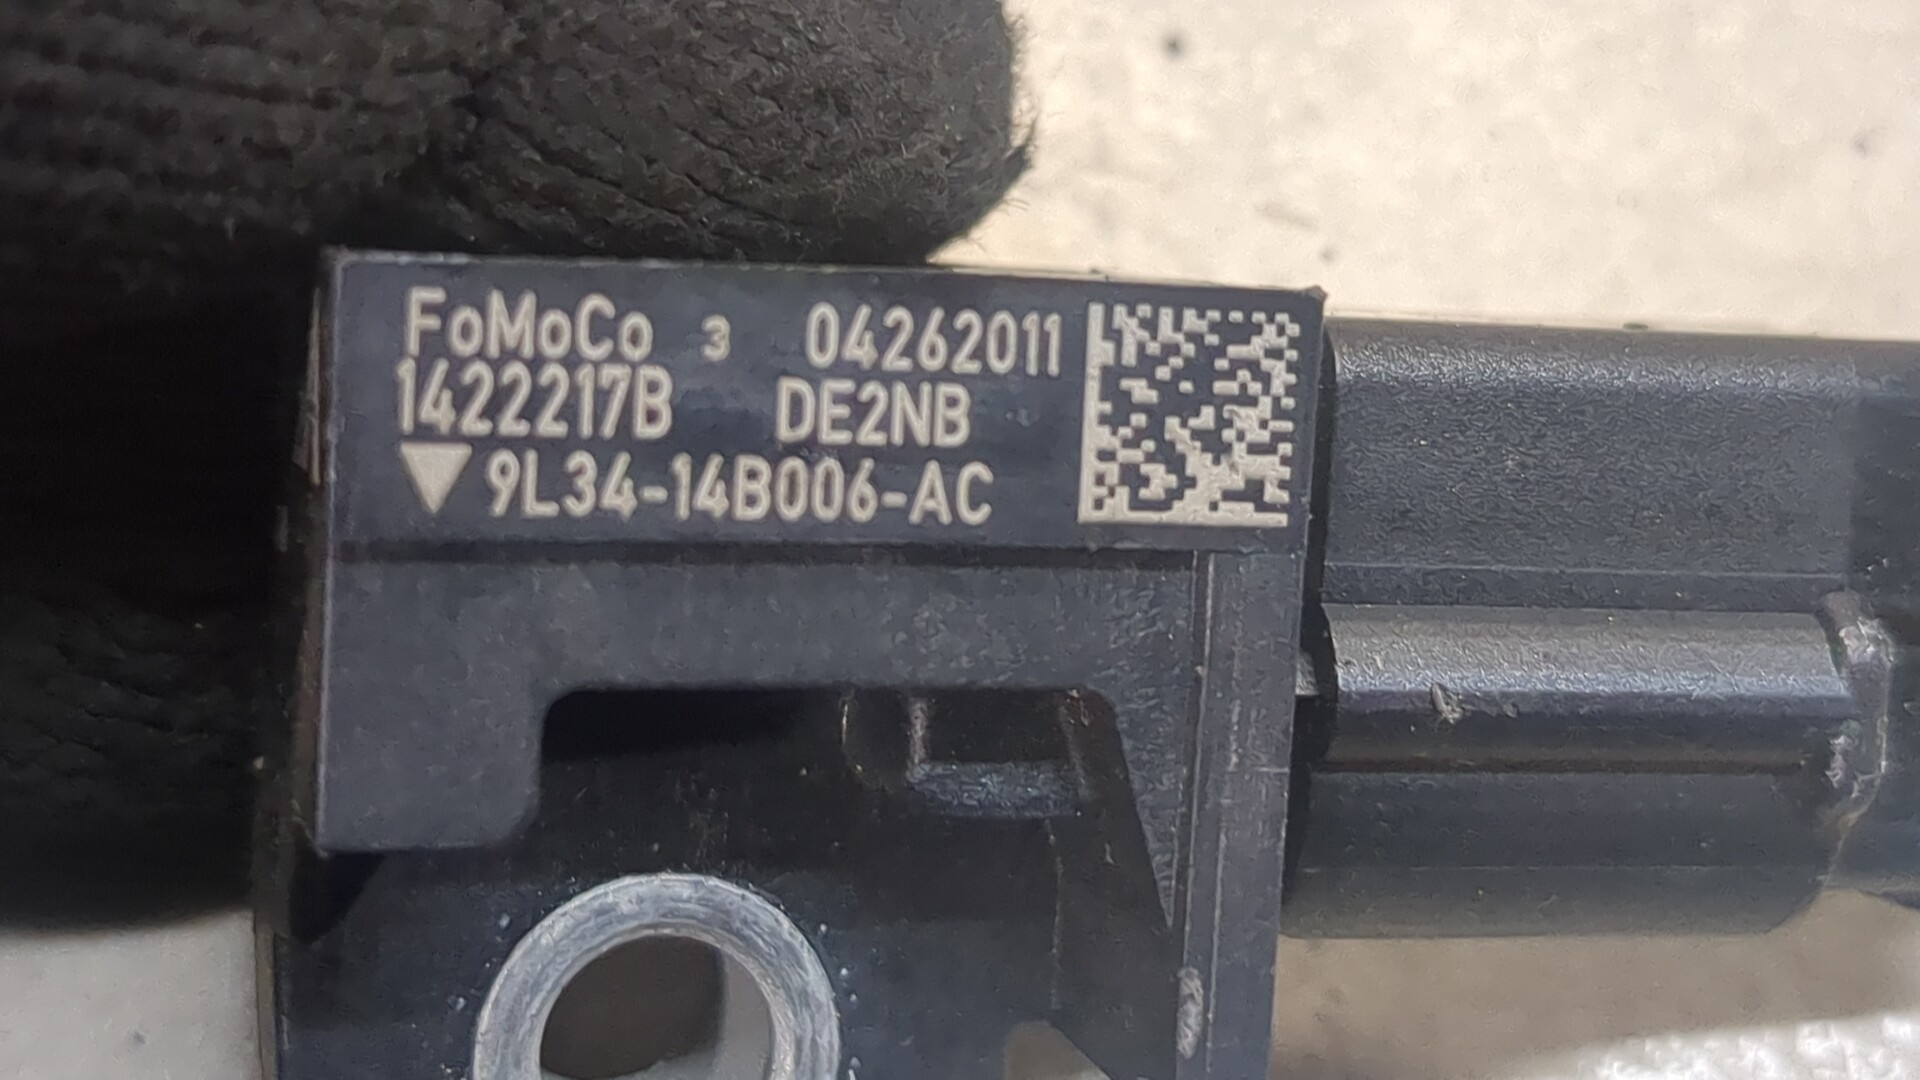 FoMoCo 3 04262011
1422217B DE2NB
▼9L34-14B006-AC